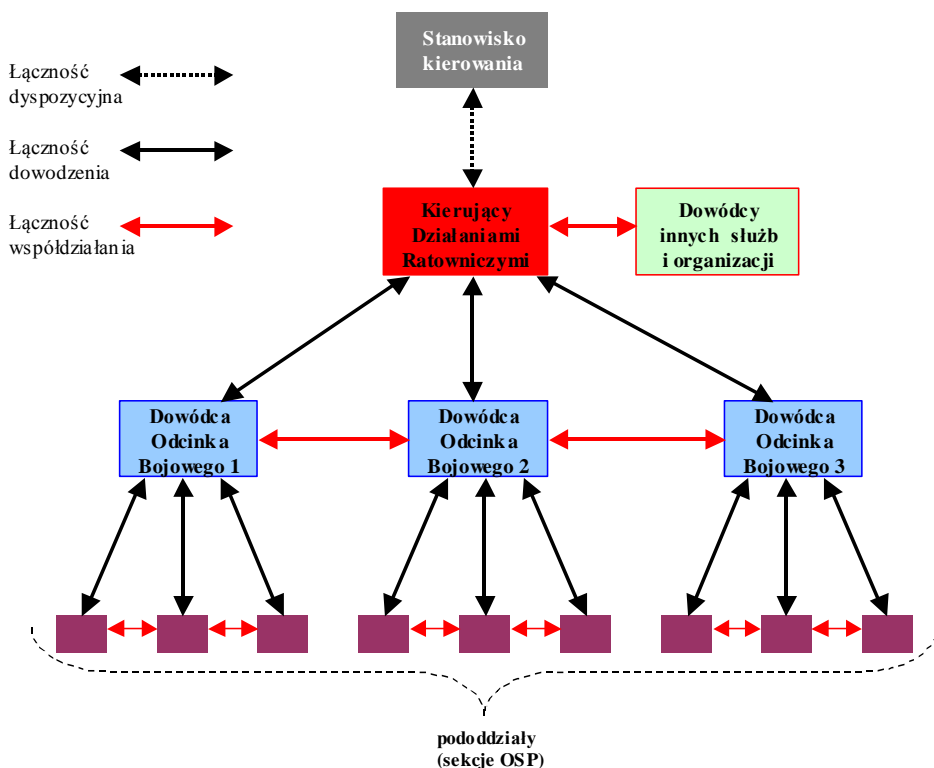 Stanowisko
kierowania
Łączność
dyspozycyjna
Łączność
dowodzenia
Łączność
współdziałania
Kierujący
Działaniami
Ratowniczymi
Dowódcy
innych służb
i organizacji
Dowódca
Odcinka
Bojowego 1
Dowódca
Odcinka
Bojowego 2
Dowódca
Odcinka
Bojowego 3
pododdziały
(sekcje OSP)